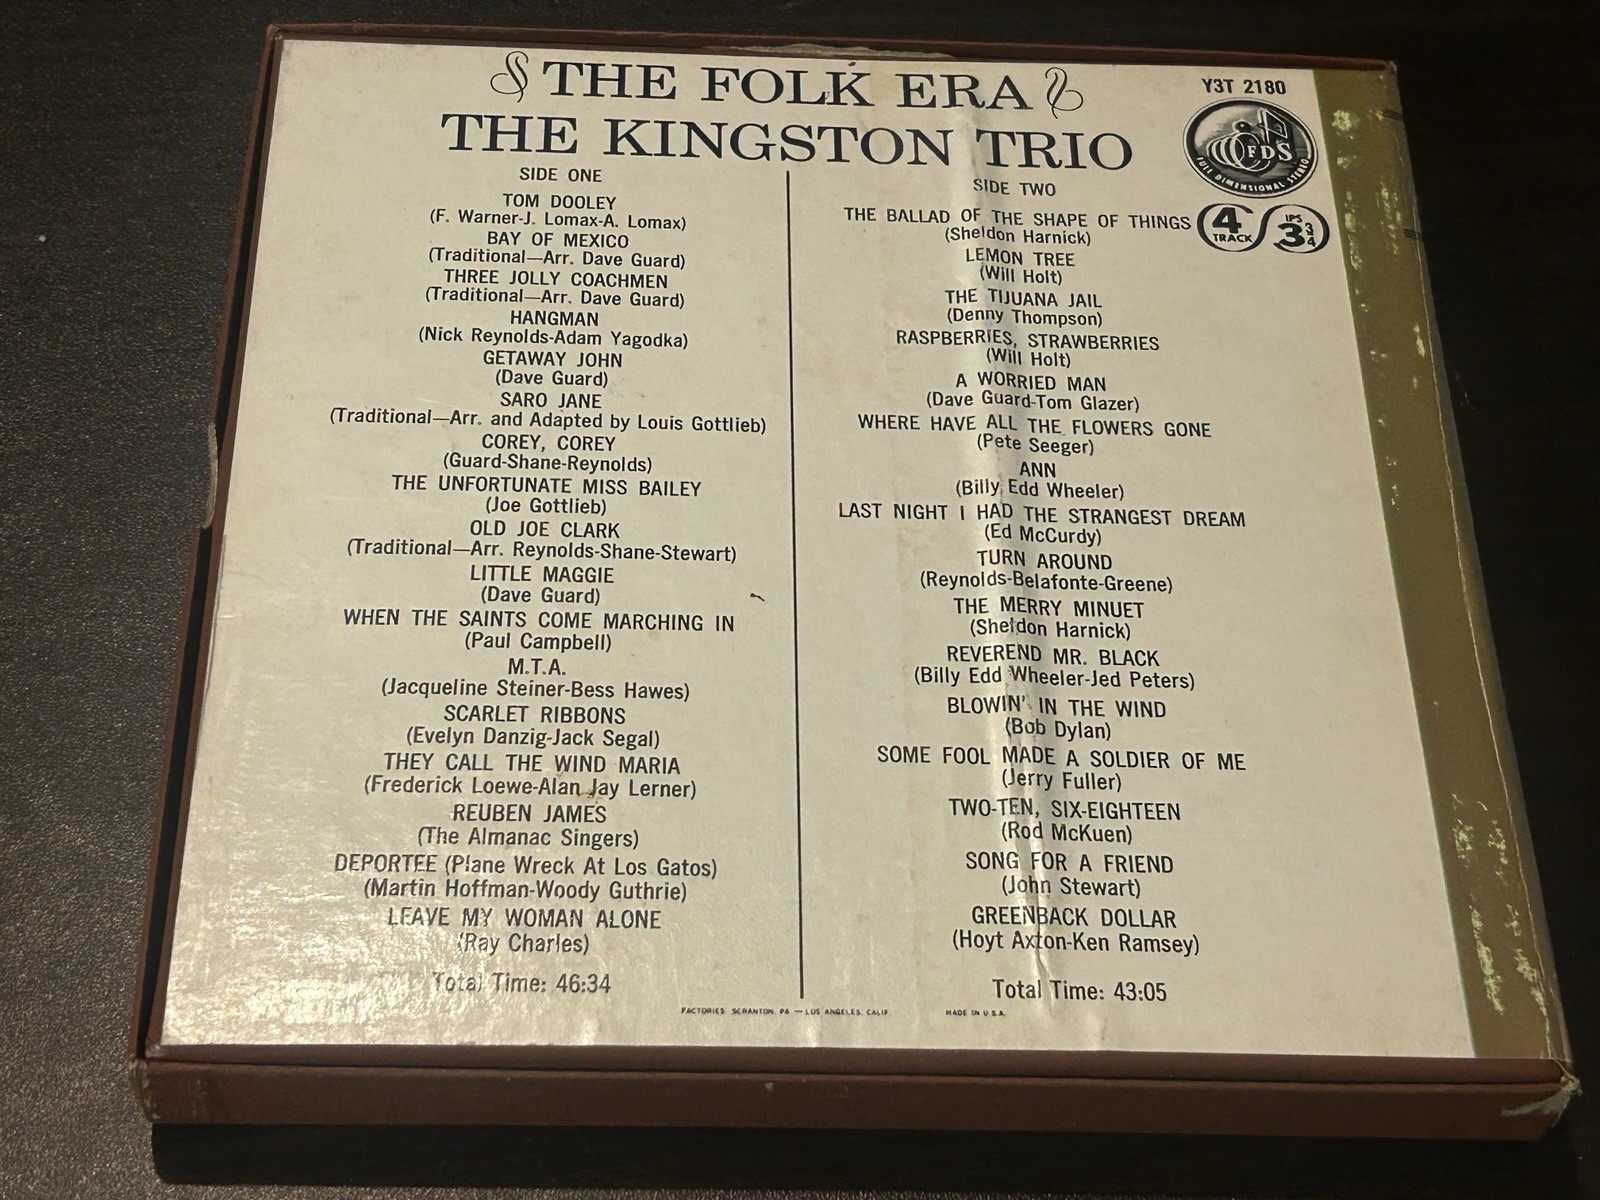 THE FOLK ERA
THE KINGSTON TRIO
Y3T 2180
FDS
FULL DIMENSIONAL STEREO
4 TRACK
IPS 3 3/4
SIDE ONE
TOM DOOLEY
(F. Warner-J. Lomax-A. Lomax)
BAY OF MEXICO
(Traditional—Arr. Dave Guard)
THREE JOLLY COACHMEN
(Traditional—Arr. Dave Guard)
HANGMAN
(Nick Reynolds-Adam Yagodka)
GETAWAY JOHN
(Dave Guard)
SARO JANE
(Traditional—Arr. and Adapted by Louis Gottlieb)
COREY, COREY
(Guard-Shane-Reynolds)
THE UNFORTUNATE MISS BAILEY
(Joe Gottlieb)
OLD JOE CLARK
(Traditional—Arr. Reynolds-Shane-Stewart)
LITTLE MAGGIE
(Dave Guard)
WHEN THE SAINTS COME MARCHING IN
(Paul Campbell)
M.T.A.
(Jacqueline Steiner-Bess Hawes)
SCARLET RIBBONS
(Evelyn Danzig-Jack Segal)
THEY CALL THE WIND MARIA
(Frederick Loewe-Alan Jay Lerner)
REUBEN JAMES
(The Almanac Singers)
DEPORTEE (Plane Wreck At Los Gatos)
(Martin Hoffman-Woody Guthrie)
LEAVE MY WOMAN ALONE
(Ray Charles)
Total Time: 46:34
SIDE TWO
THE BALLAD OF THE SHAPE OF THINGS
(Sheldon Harnick)
LEMON TREE
(Will Holt)
THE TIJUANA JAIL
(Denny Thompson)
RASPBERRIES, STRAWBERRIES
(Will Holt)
A WORRIED MAN
(Dave Guard-Tom Glazer)
WHERE HAVE ALL THE FLOWERS GONE
(Pete Seeger)
ANN
(Billy Edd Wheeler)
LAST NIGHT I HAD THE STRANGEST DREAM
(Ed McCurdy)
TURN AROUND
(Reynolds-Belafonte-Greene)
THE MERRY MINUET
(Sheldon Harnick)
REVEREND MR. BLACK
(Billy Edd Wheeler-Jed Peters)
BLOWIN' IN THE WIND
(Bob Dylan)
SOME FOOL MADE A SOLDIER OF ME
(Jerry Fuller)
TWO-TEN, SIX-EIGHTEEN
(Rod McKuen)
SONG FOR A FRIEND
(John Stewart)
GREENBACK DOLLAR
(Hoyt Axton-Ken Ramsey)
Total Time: 43:05
FACTORIES SCRANTON, PA — LOS ANGELES, CALIF. MADE IN U.S.A.